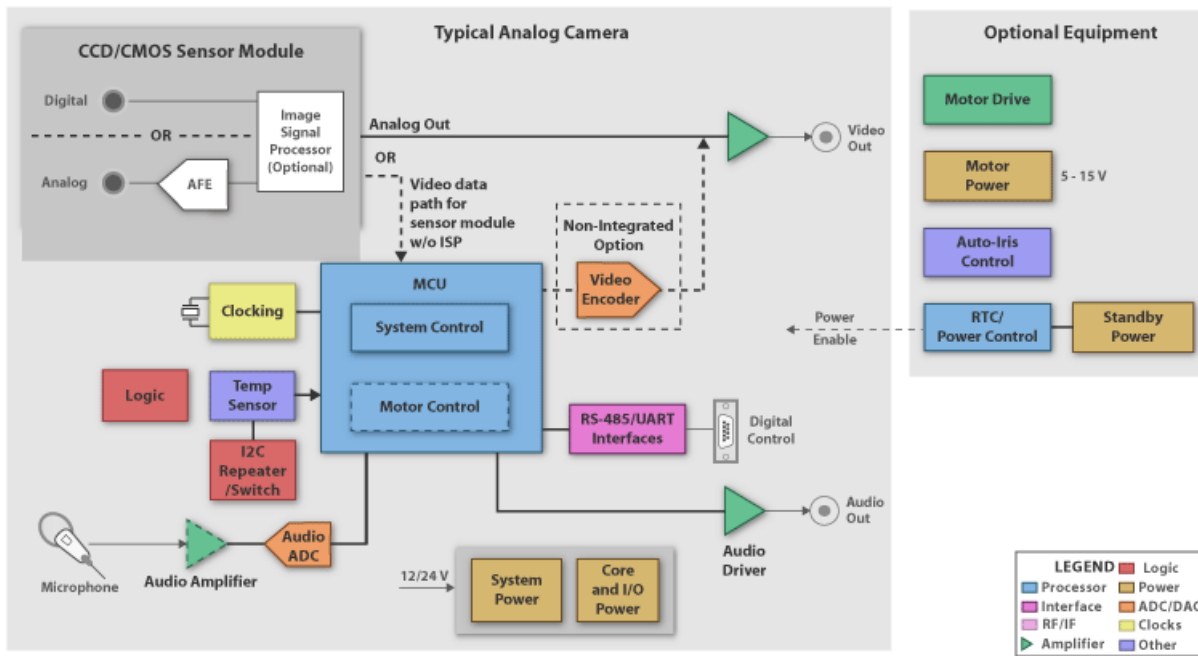 Typical Analog Camera
CCD/CMOS Sensor Module
Digital
OR
Analog
AFE
Image
Signal
Processor
(Optional)
Analog Out
OR
Video data
path for
sensor module
w/o ISP
Video
Out
Non-Integrated
Option
Video
Encoder
MCU
System Control
Motor Control
Clocking
Logic
Temp
Sensor
I2C
Repeater
/Switch
RS-485/UART
Interfaces
Digital
Control
Microphone
Audio Amplifier
Audio
ADC
Audio
Driver
Audio
Out
12/24 V
System
Power
Core
and I/O
Power
Optional Equipment
Motor Drive
Motor
Power
5 - 15 V
Auto-Iris
Control
Power
Enable
RTC/
Power Control
Standby
Power
LEGEND
Logic
Processor
Power
Interface
ADC/DAC
RF/IF
Clocks
Amplifier
Other